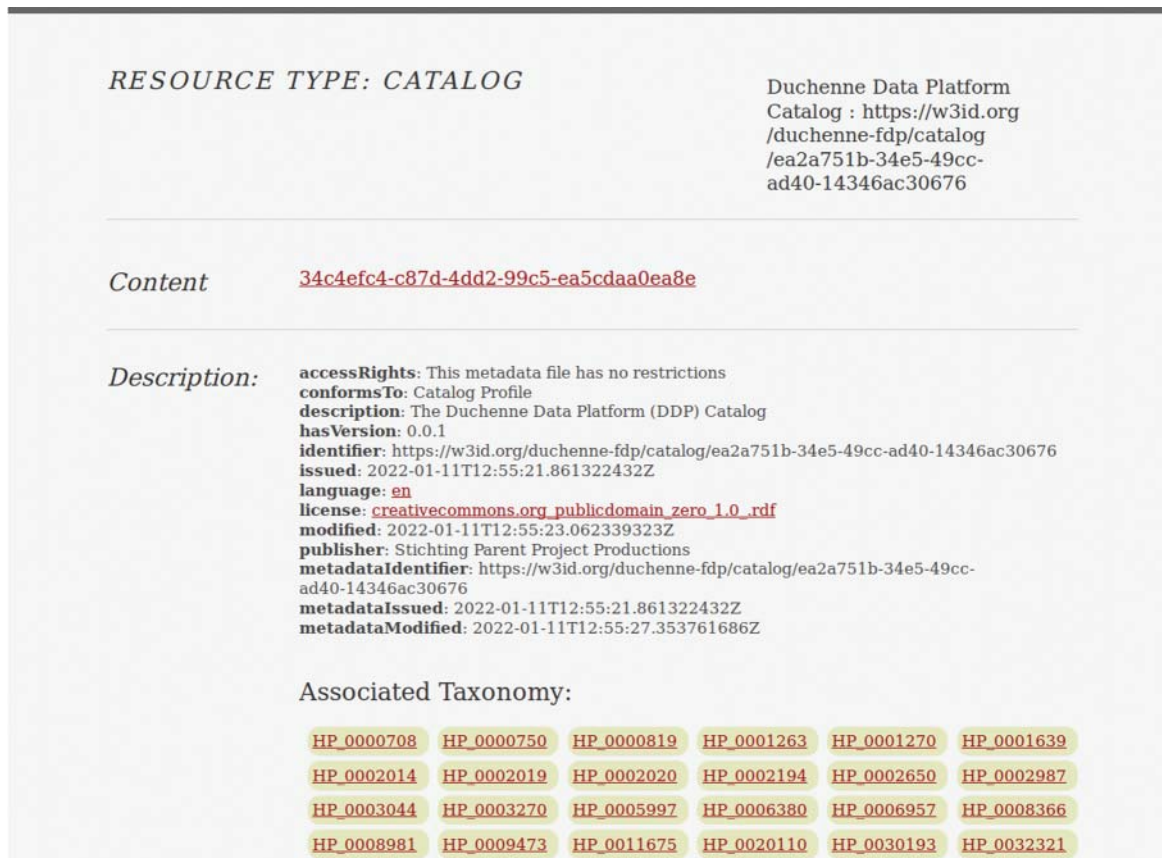 RESOURCE TYPE: CATALOG
Duchenne Data Platform
Catalog : https://w3id.org
/duchenne-fdp/catalog
/ea2a751b-34e5-49cc-
ad40-14346ac30676
Content
34c4efc4-c87d-4dd2-99c5-ea5cdaa0ea8e
Description:
accessRights: This metadata file has no restrictions
conformsTo: Catalog Profile
description: The Duchenne Data Platform (DDP) Catalog
hasVersion: 0.0.1
identifier: https://w3id.org/duchenne-fdp/catalog/ea2a751b-34e5-49cc-ad40-14346ac30676
issued: 2022-01-11T12:55:21.861322432Z
language: en
license: creativecommons.org_publicdomain_zero_1.0_.rdf
modified: 2022-01-11T12:55:23.062339323Z
publisher: Stichting Parent Project Productions
metadataIdentifier: https://w3id.org/duchenne-fdp/catalog/ea2a751b-34e5-49cc-
ad40-14346ac30676
metadataIssued: 2022-01-11T12:55:21.861322432Z
metadataModified: 2022-01-11T12:55:27.353761686Z
Associated Taxonomy:
HP_0000708 HP_0000750 HP_0000819 HP_0001263 HP_0001270 HP_0001639
HP_0002014 HP_0002019 HP_0002020 HP_0002194 HP_0002650 HP_0002987
HP_0003044 HP_0003270 HP_0005997 HP_0006380 HP_0006957 HP_0008366
HP_0008981 HP_0009473 HP_0011675 HP_0020110 HP_0030193 HP_0032321